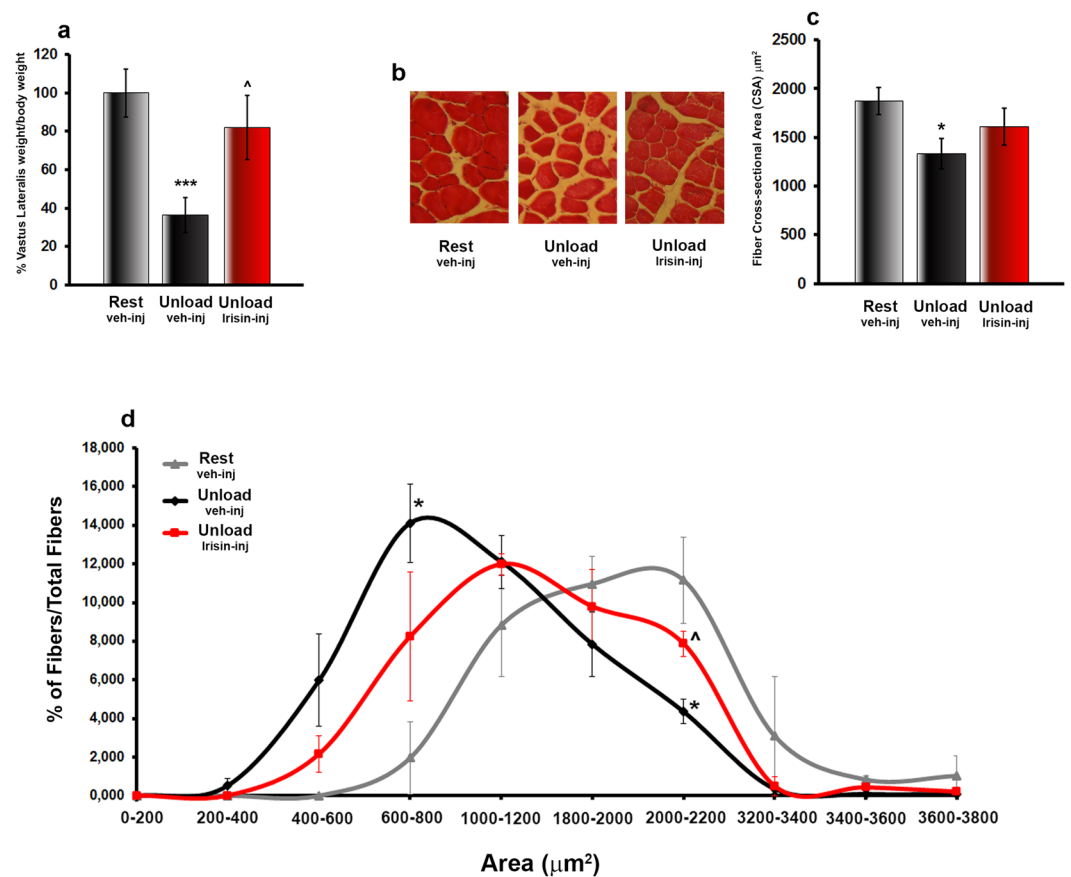 a
% Vastus Lateralis weight/body weight
120
100
80
60
40
20
0
***
^
Rest
veh-inj
Unload
veh-inj
Unload
Irisin-inj
b
Rest
veh-inj
Unload
veh-inj
Unload
Irisin-inj
c
Fiber Cross-sectional Area (CSA) μm²
2500
2000
1500
1000
500
0
*
Rest
veh-inj
Unload
veh-inj
Unload
Irisin-inj
d
% of Fibers/Total Fibers
18,000
16,000
14,000
12,000
10,000
8,000
6,000
4,000
2,000
0,000
Rest
veh-inj
Unload
veh-inj
Unload
Irisin-inj
*
^
*
0-200 200-400 400-600 600-800 1000-1200 1800-2000 2000-2200 3200-3400 3400-3600 3600-3800
Area (μm²)